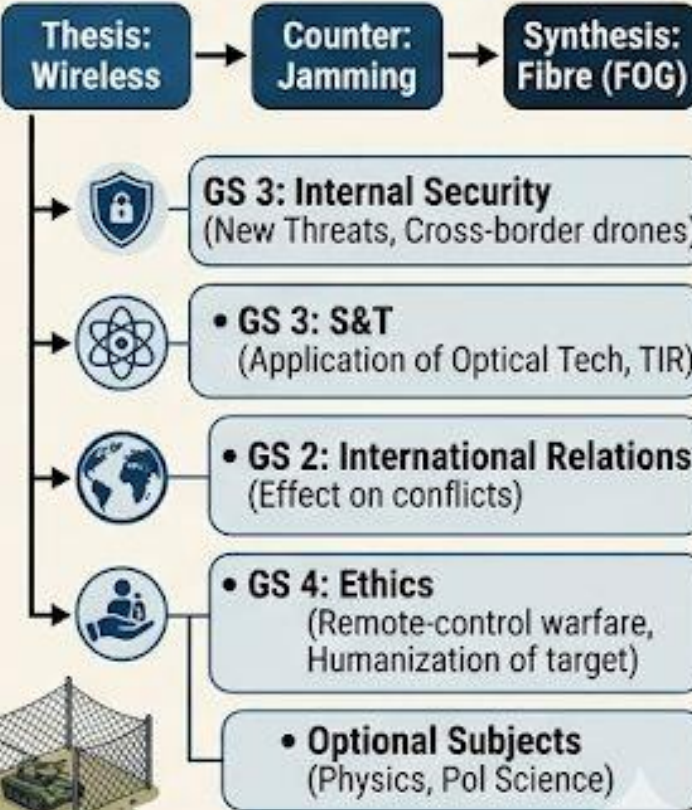 Thesis:
Wireless
Counter:
Jamming
Synthesis:
Fibre (FOG)
GS 3: Internal Security
(New Threats, Cross-border drones)
• GS 3: S&T
(Application of Optical Tech, TIR)
• GS 2: International Relations
(Effect on conflicts)
• GS 4: Ethics
(Remote-control warfare,
Humanization of target)
• Optional Subjects
(Physics, Pol Science)